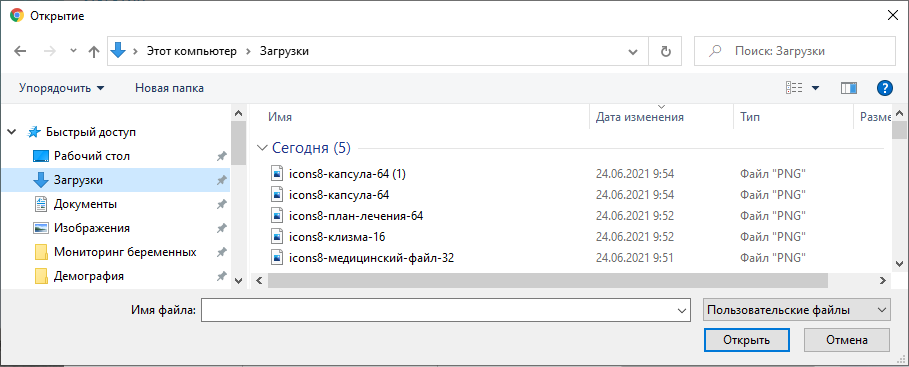 Открытие
Этот компьютер > Загрузки
Поиск: Загрузки
Упорядочить
Новая папка
Быстрый доступ
Рабочий стол
Загрузки
Документы
Изображения
Мониторинг беременных
Демография
Имя Дата изменения Тип Разме
Сегодня (5)
icons8-капсула-64 (1) 24.06.2021 9:54 Файл "PNG"
icons8-капсула-64 24.06.2021 9:54 Файл "PNG"
icons8-план-лечения-64 24.06.2021 9:52 Файл "PNG"
icons8-клизма-16 24.06.2021 9:52 Файл "PNG"
icons8-медицинский-файл-32 24.06.2021 9:51 Файл "PNG"
Имя файла:
Пользовательские файлы
Открыть
Отмена